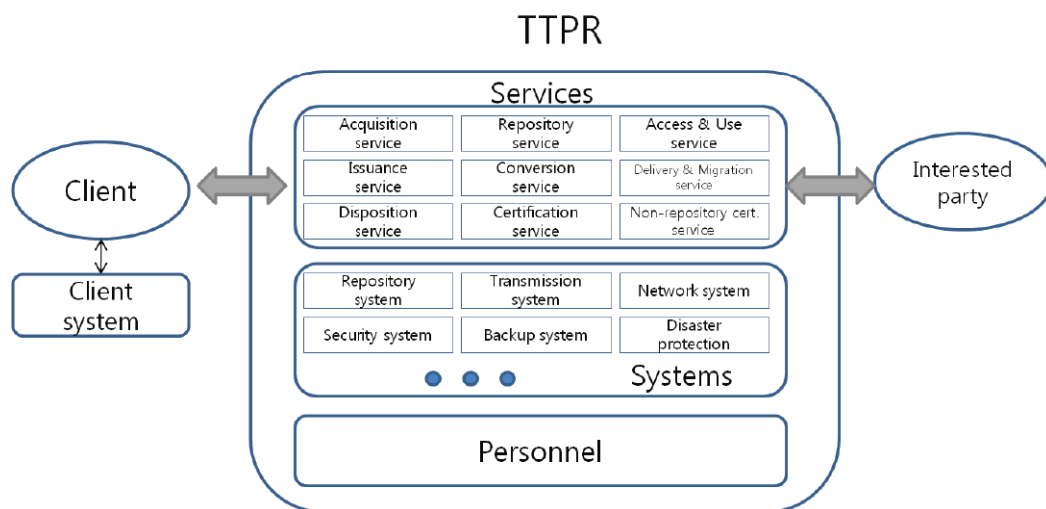 TTPR
Services
Acquisition
service
Repository
service
Access & Use
service
Issuance
service
Conversion
service
Delivery & Migration
service
Disposition
service
Certification
service
Non-repository cert.
service
Client
Client
system
Interested
party
Repository
system
Transmission
system
Network system
Security system
Backup system
Disaster
protection
Systems
Personnel